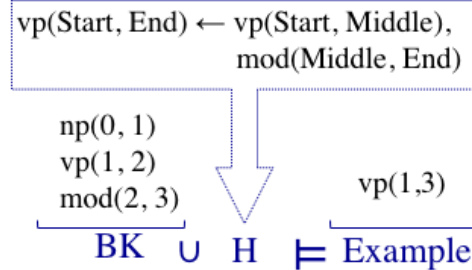 vp(Start, End) ← vp(Start, Middle),
mod(Middle, End)
np(0, 1)
vp(1, 2)
mod(2, 3)
vp(1,3)
BK ∪ H ⊨ Example